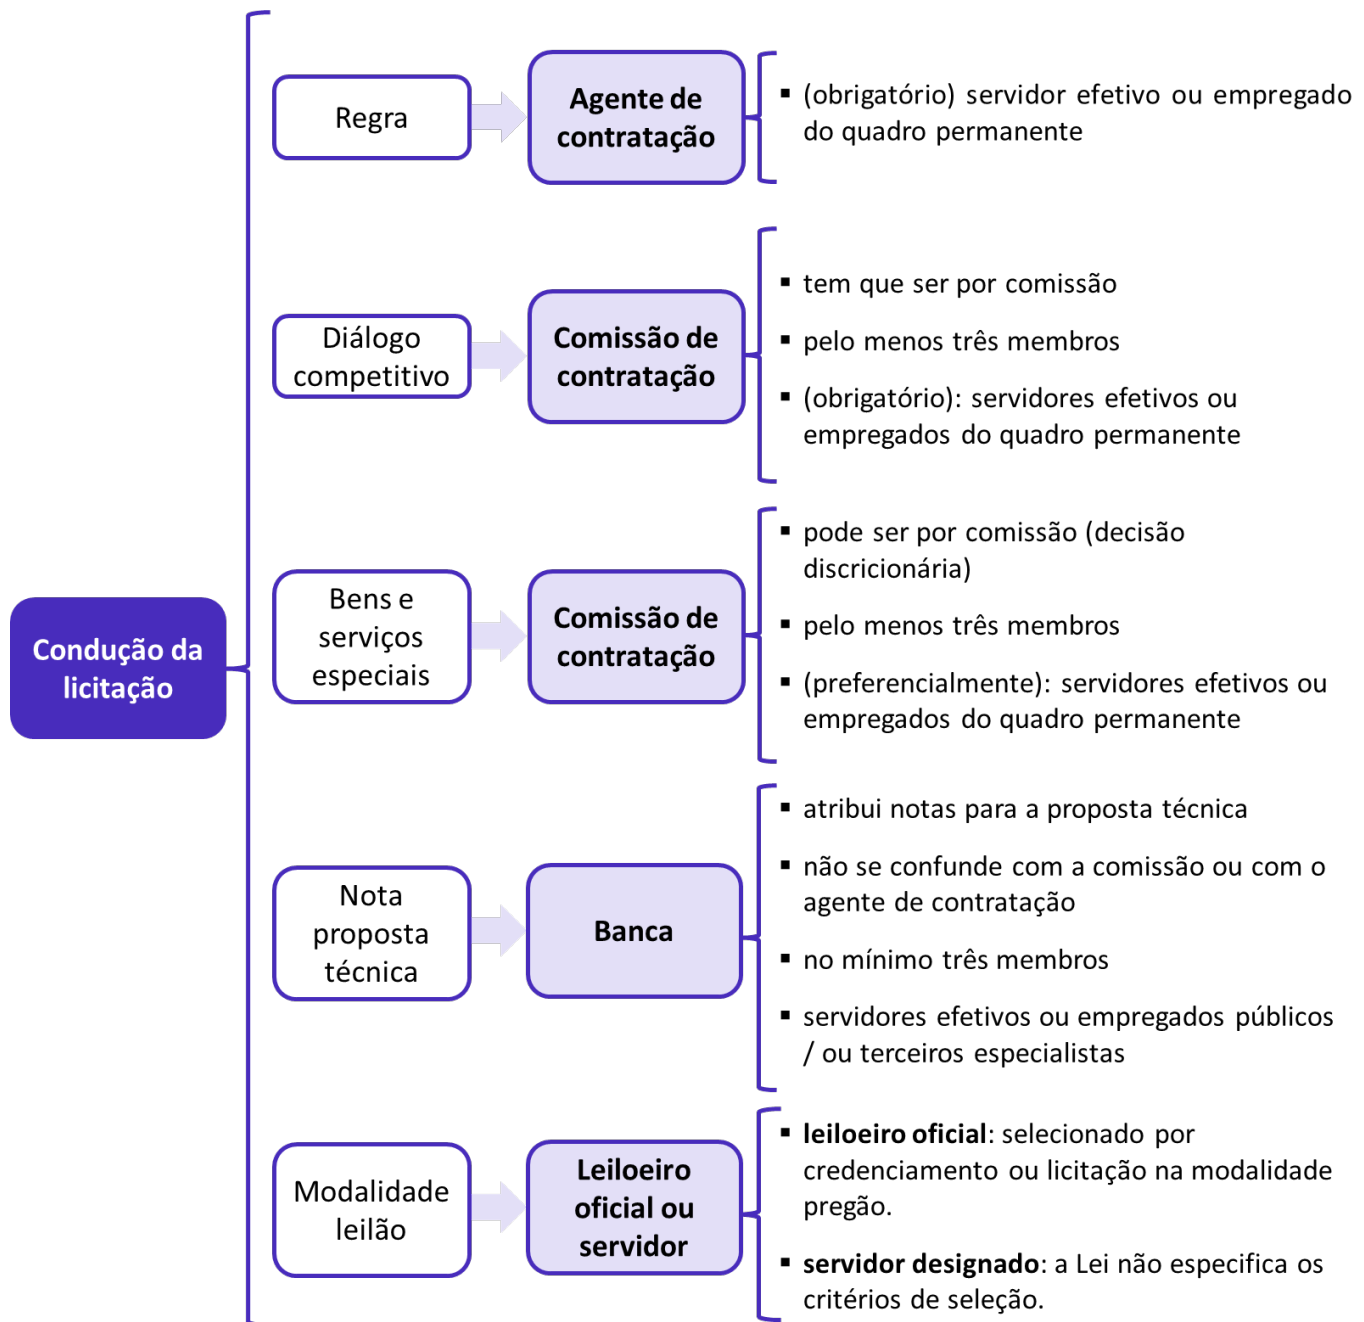 Condução da
licitação
Regra
Agente de
contratação
▪ (obrigatório) servidor efetivo ou empregado
do quadro permanente
Diálogo
competitivo
Comissão de
contratação
▪ tem que ser por comissão
▪ pelo menos três membros
▪ (obrigatório): servidores efetivos ou
empregados do quadro permanente
Bens e
serviços
especiais
Comissão de
contratação
▪ pode ser por comissão (decisão
discricionária)
▪ pelo menos três membros
▪ (preferencialmente): servidores efetivos ou
empregados do quadro permanente
Nota
proposta
técnica
Banca
▪ atribui notas para a proposta técnica
▪ não se confunde com a comissão ou com o
agente de contratação
▪ no mínimo três membros
▪ servidores efetivos ou empregados públicos
/ ou terceiros especialistas
Modalidade
leilão
Leiloeiro
oficial ou
servidor
▪ leiloeiro oficial: selecionado por
credenciamento ou licitação na modalidade
pregão.
▪ servidor designado: a Lei não especifica os
critérios de seleção.